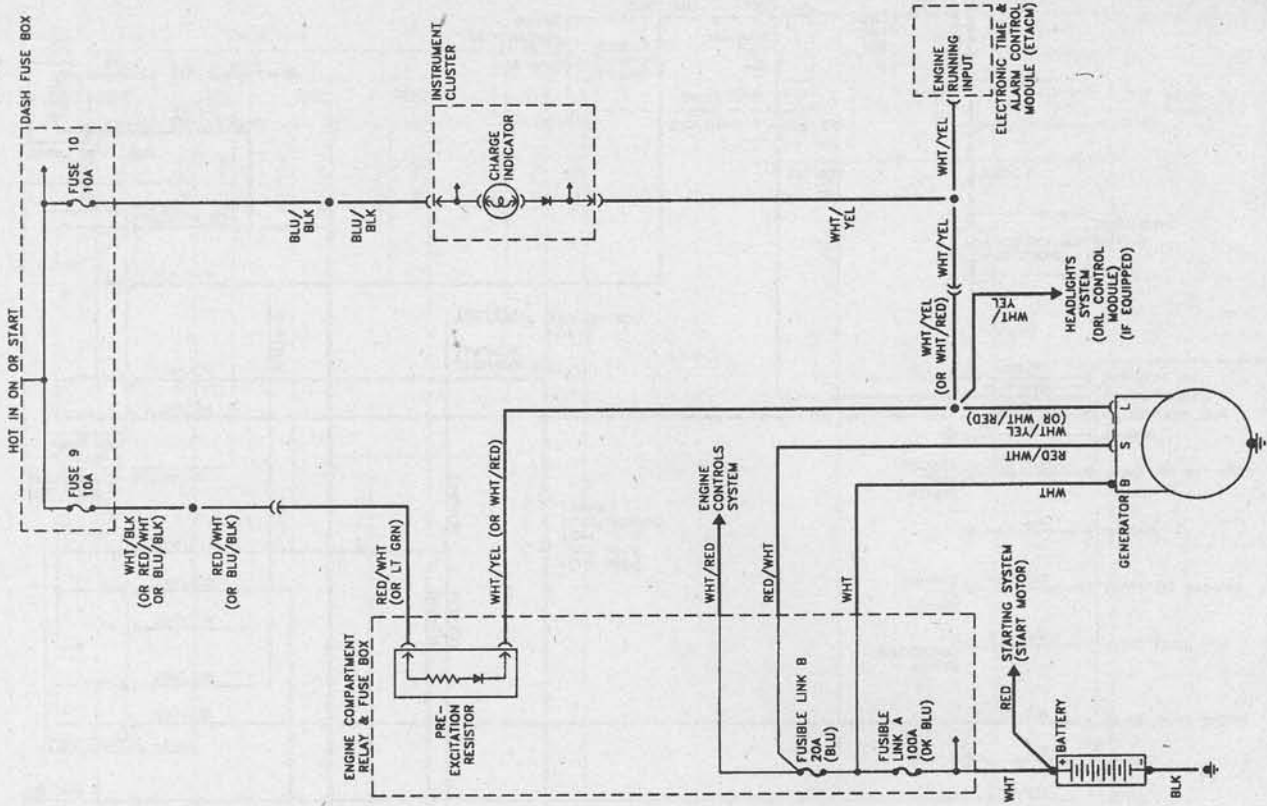 HOT IN ON OR START
DASH FUSE BOX
FUSE 9
10A
FUSE 10
10A
WHT/BLK
(OR RED/WHT
OR BLU/BLK)
RED/WHT
(OR BLU/BLK)
BLU/
BLK
BLU/
BLK
INSTRUMENT
CLUSTER
CHARGE
INDICATOR
RED/WHT
(OR LT GRN)
WHT/YEL (OR WHT/RED)
ENGINE COMPARTMENT
RELAY & FUSE BOX
PRE-
EXCITATION
RESISTOR
WHT/
YEL
WHT/YEL
ENGINE
RUNNING
INPUT
ELECTRONIC TIME &
ALARM CONTROL
MODULE (ETACM)
WHT/YEL
WHT/YEL
(OR WHT/RED)
WHT/
YEL
HEADLIGHTS
SYSTEM
(DRL CONTROL
MODULE)
(IF EQUIPPED)
ENGINE
CONTROLS
SYSTEM
WHT/RED
RED/WHT
WHT
FUSIBLE LINK B
20A
(BLU)
FUSIBLE
LINK A
100A
(DK BLU)
WHT/YEL
(OR WHT/RED)
RED/WHT
WHT
B
S
L
GENERATOR
RED
STARTING SYSTEM
(START MOTOR)
WHT
BATTERY
+
-
BLK